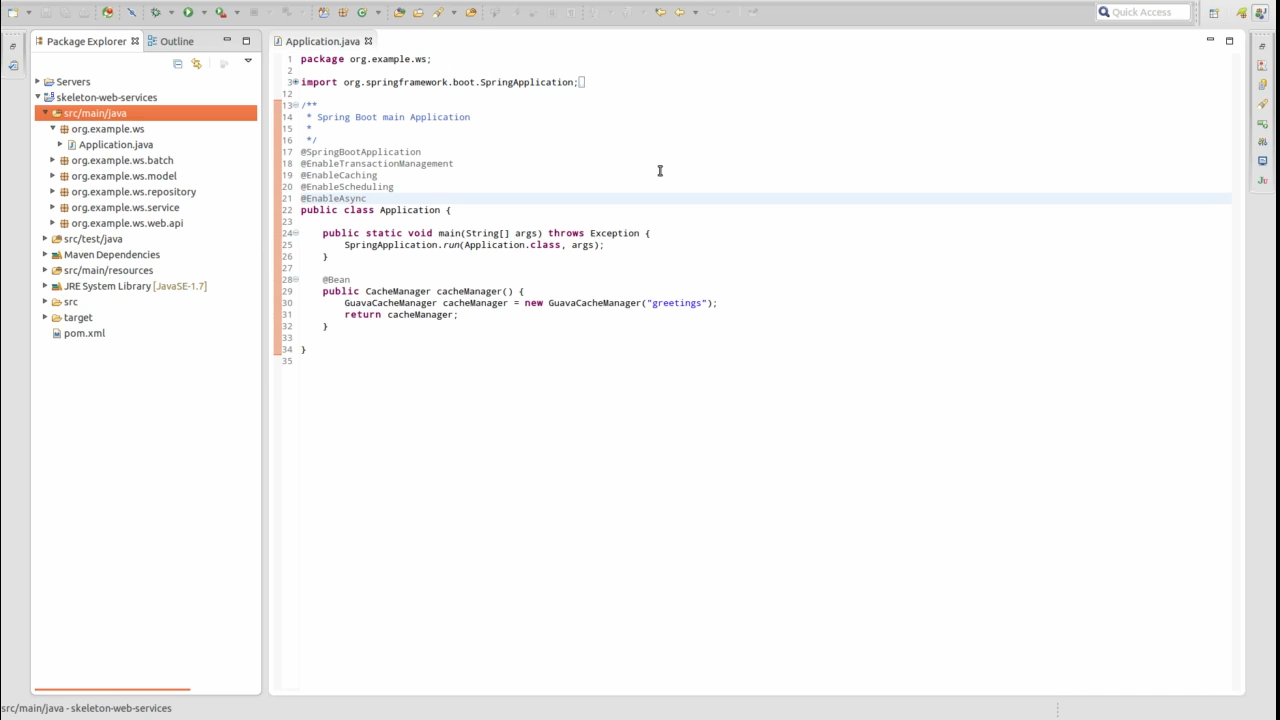 Quick Access
Package Explorer
Outline
Servers
skeleton-web-services
src/main/java
org.example.ws
Application.java
org.example.ws.batch
org.example.ws.model
org.example.ws.repository
org.example.ws.service
org.example.ws.web.api
src/test/java
Maven Dependencies
src/main/resources
JRE System Library [JavaSE-1.7]
src
target
pom.xml
Application.java
1 package org.example.ws;
2
3 import org.springframework.boot.SpringApplication;
12
13 /**
14 * Spring Boot main Application
15 *
16 */
17 @SpringBootApplication
18 @EnableTransactionManagement
19 @EnableCaching
20 @EnableScheduling
21 @EnableAsync
22 public class Application {
23
24 public static void main(String[] args) throws Exception {
25 SpringApplication.run(Application.class, args);
26 }
27
28 @Bean
29 public CacheManager cacheManager() {
30 GuavaCacheManager cacheManager = new GuavaCacheManager("greetings");
31 return cacheManager;
32 }
33
34 }
35
src/main/java - skeleton-web-services